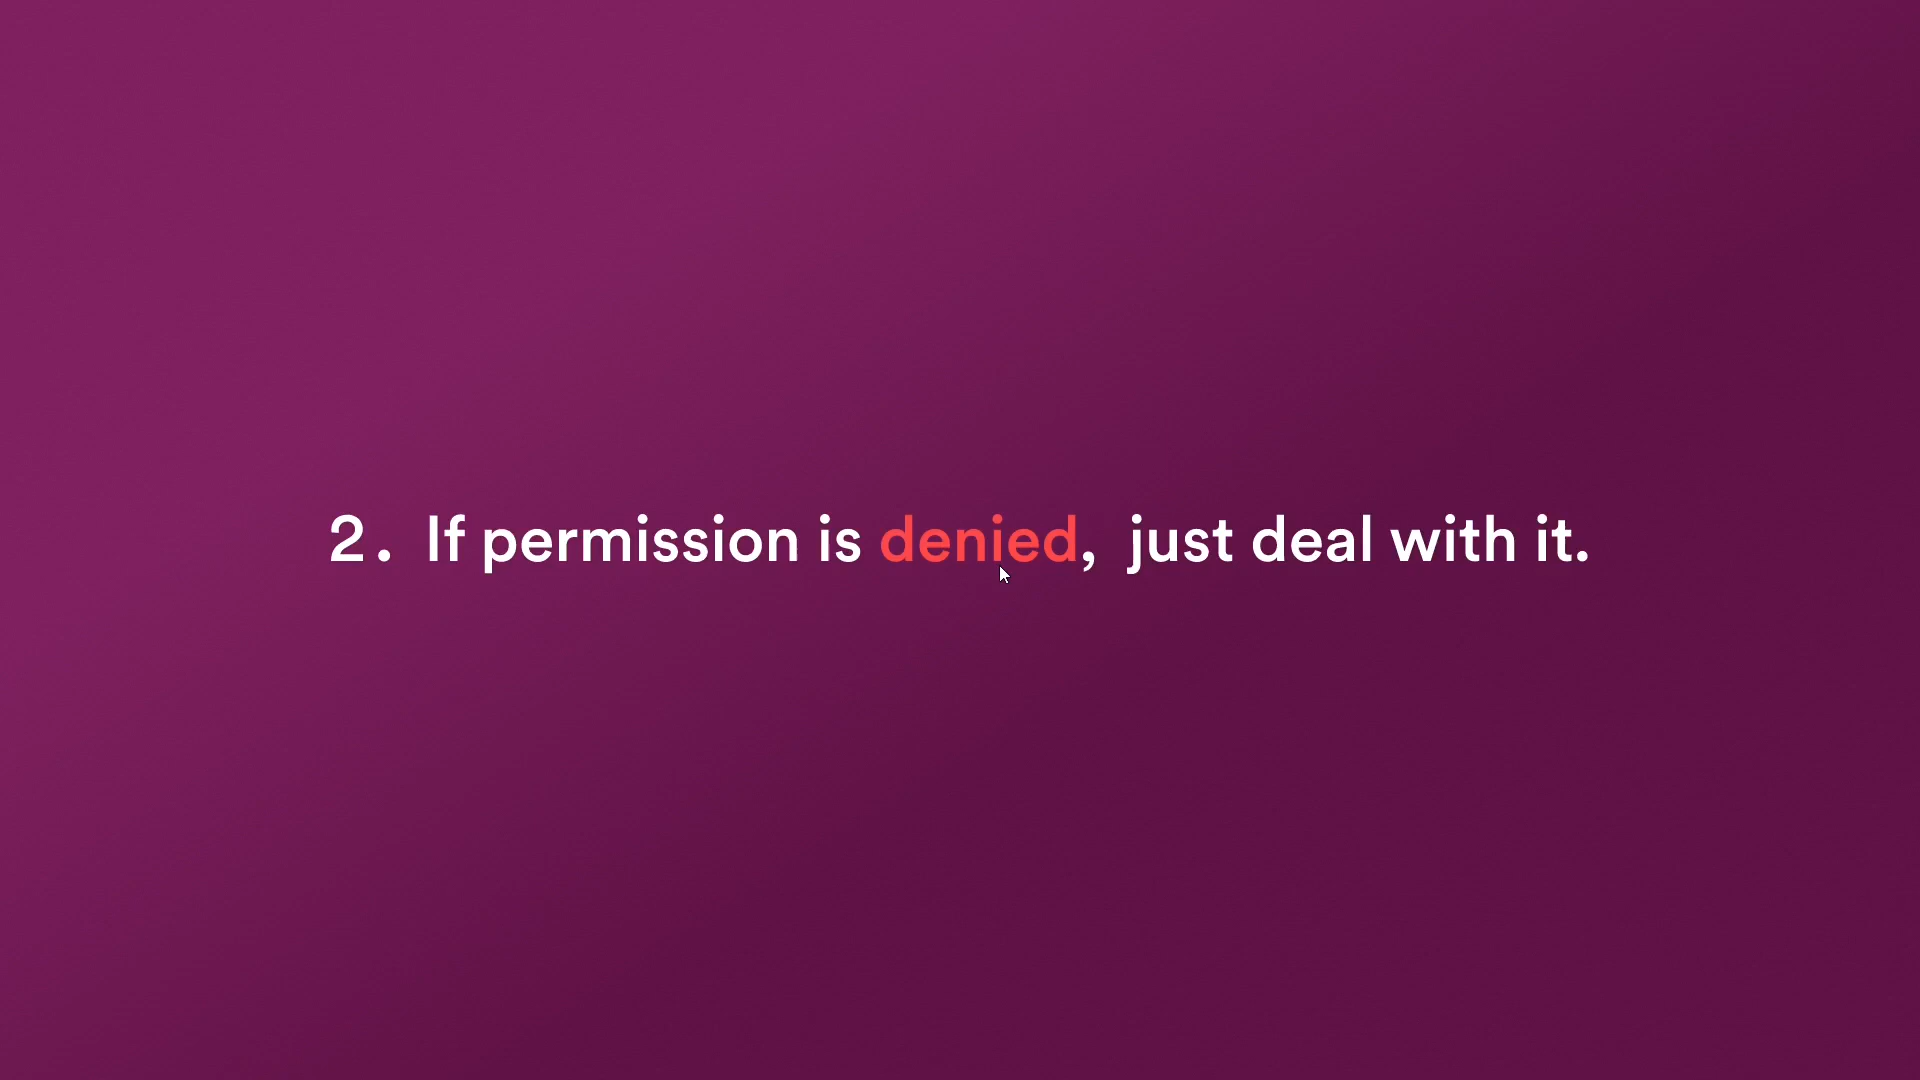 2. If permission is denied, just deal with it.